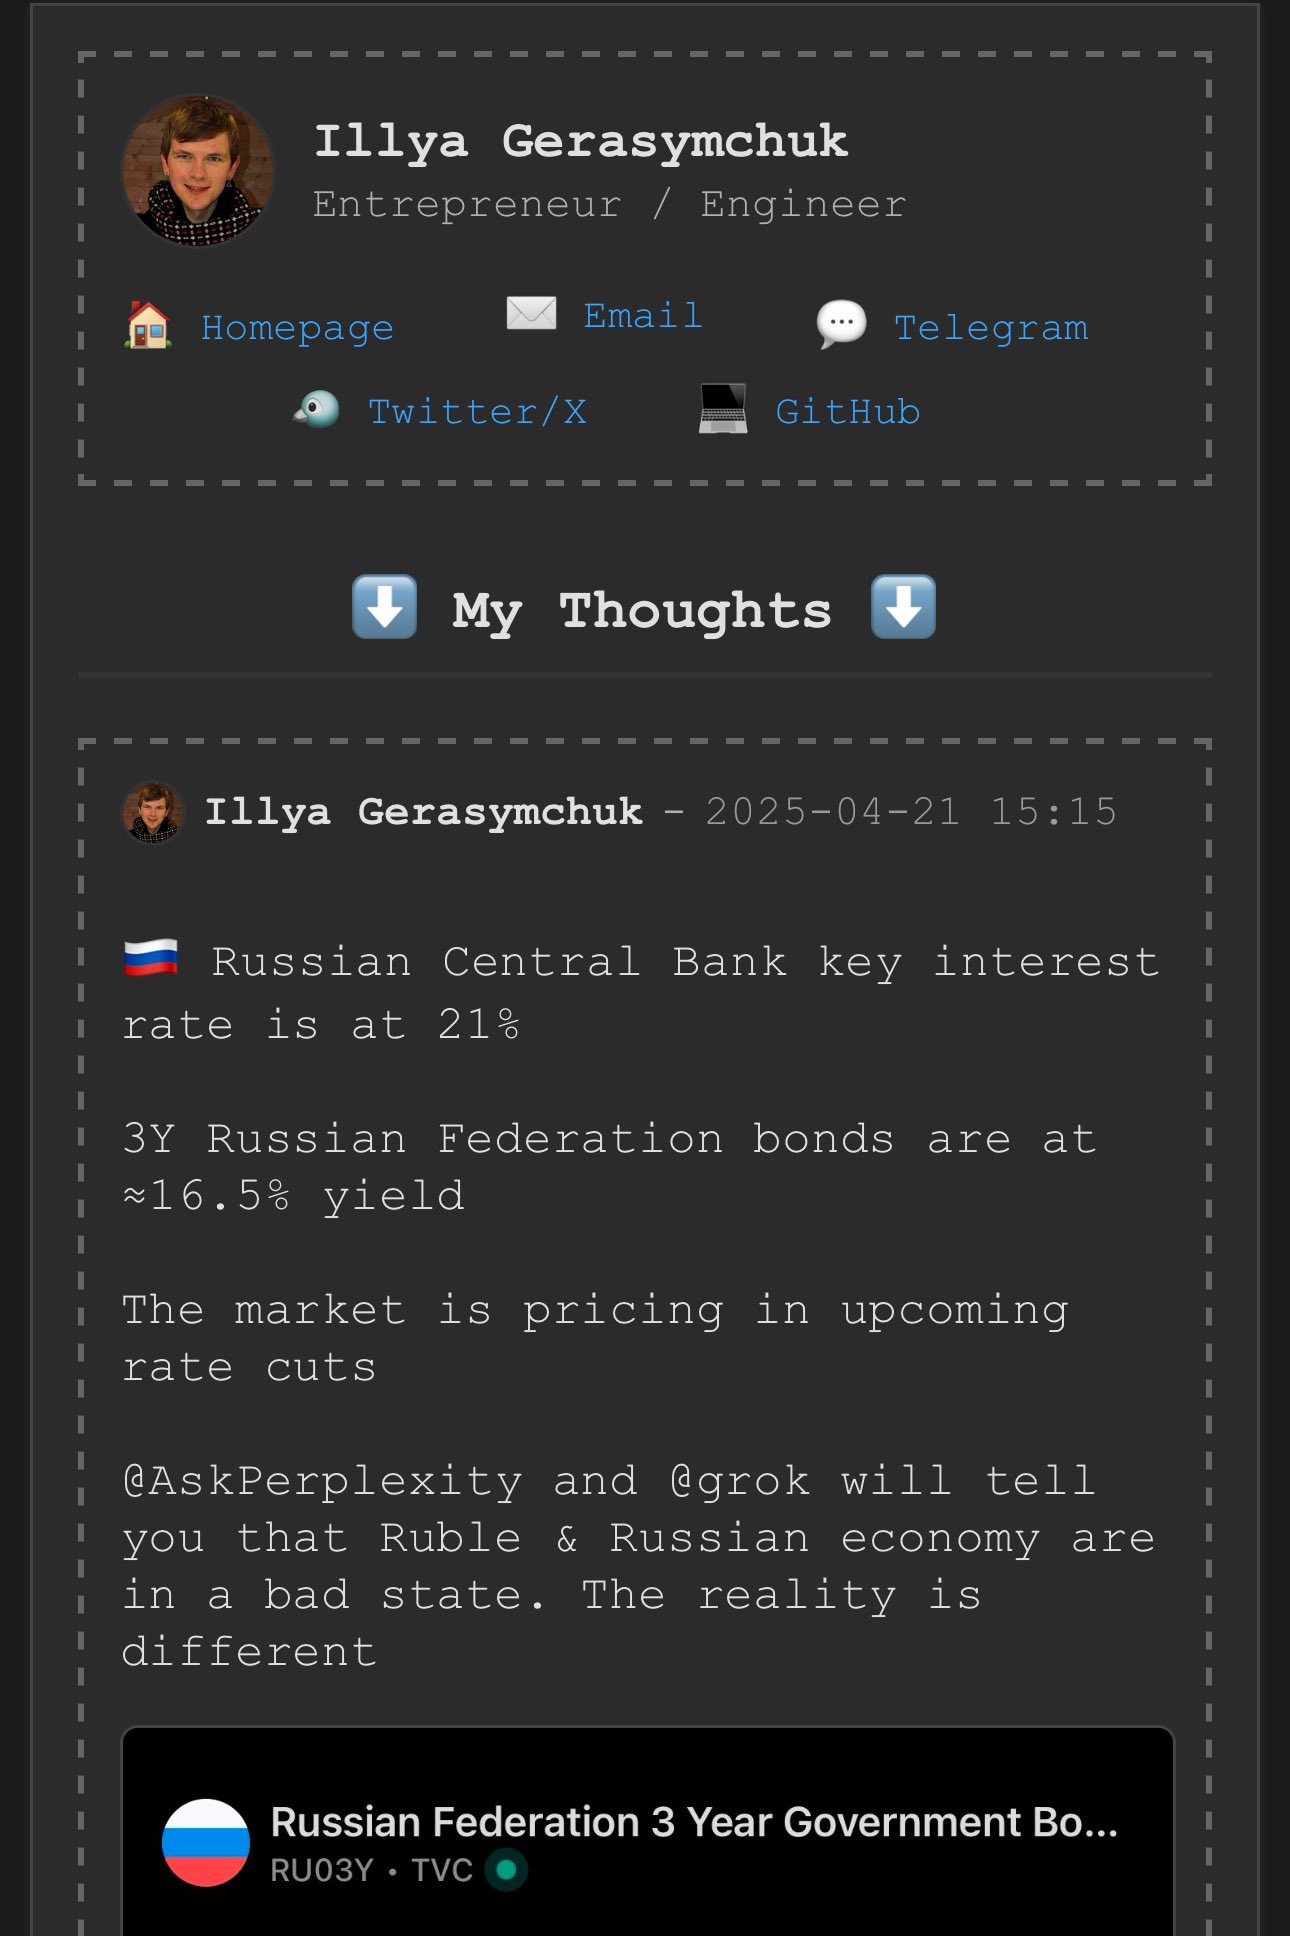 Illya Gerasymchuk
Entrepreneur / Engineer
🏠 Homepage ✉️ Email 💬 Telegram
🐦 Twitter/X 💻 GitHub
⬇️ My Thoughts ⬇️
Illya Gerasymchuk - 2025-04-21 15:15
🇷🇺 Russian Central Bank key interest
rate is at 21%
3Y Russian Federation bonds are at
≈16.5% yield
The market is pricing in upcoming
rate cuts
@AskPerplexity and @grok will tell
you that Ruble & Russian economy are
in a bad state. The reality is
different
Russian Federation 3 Year Government Bo...
RU03Y • TVC